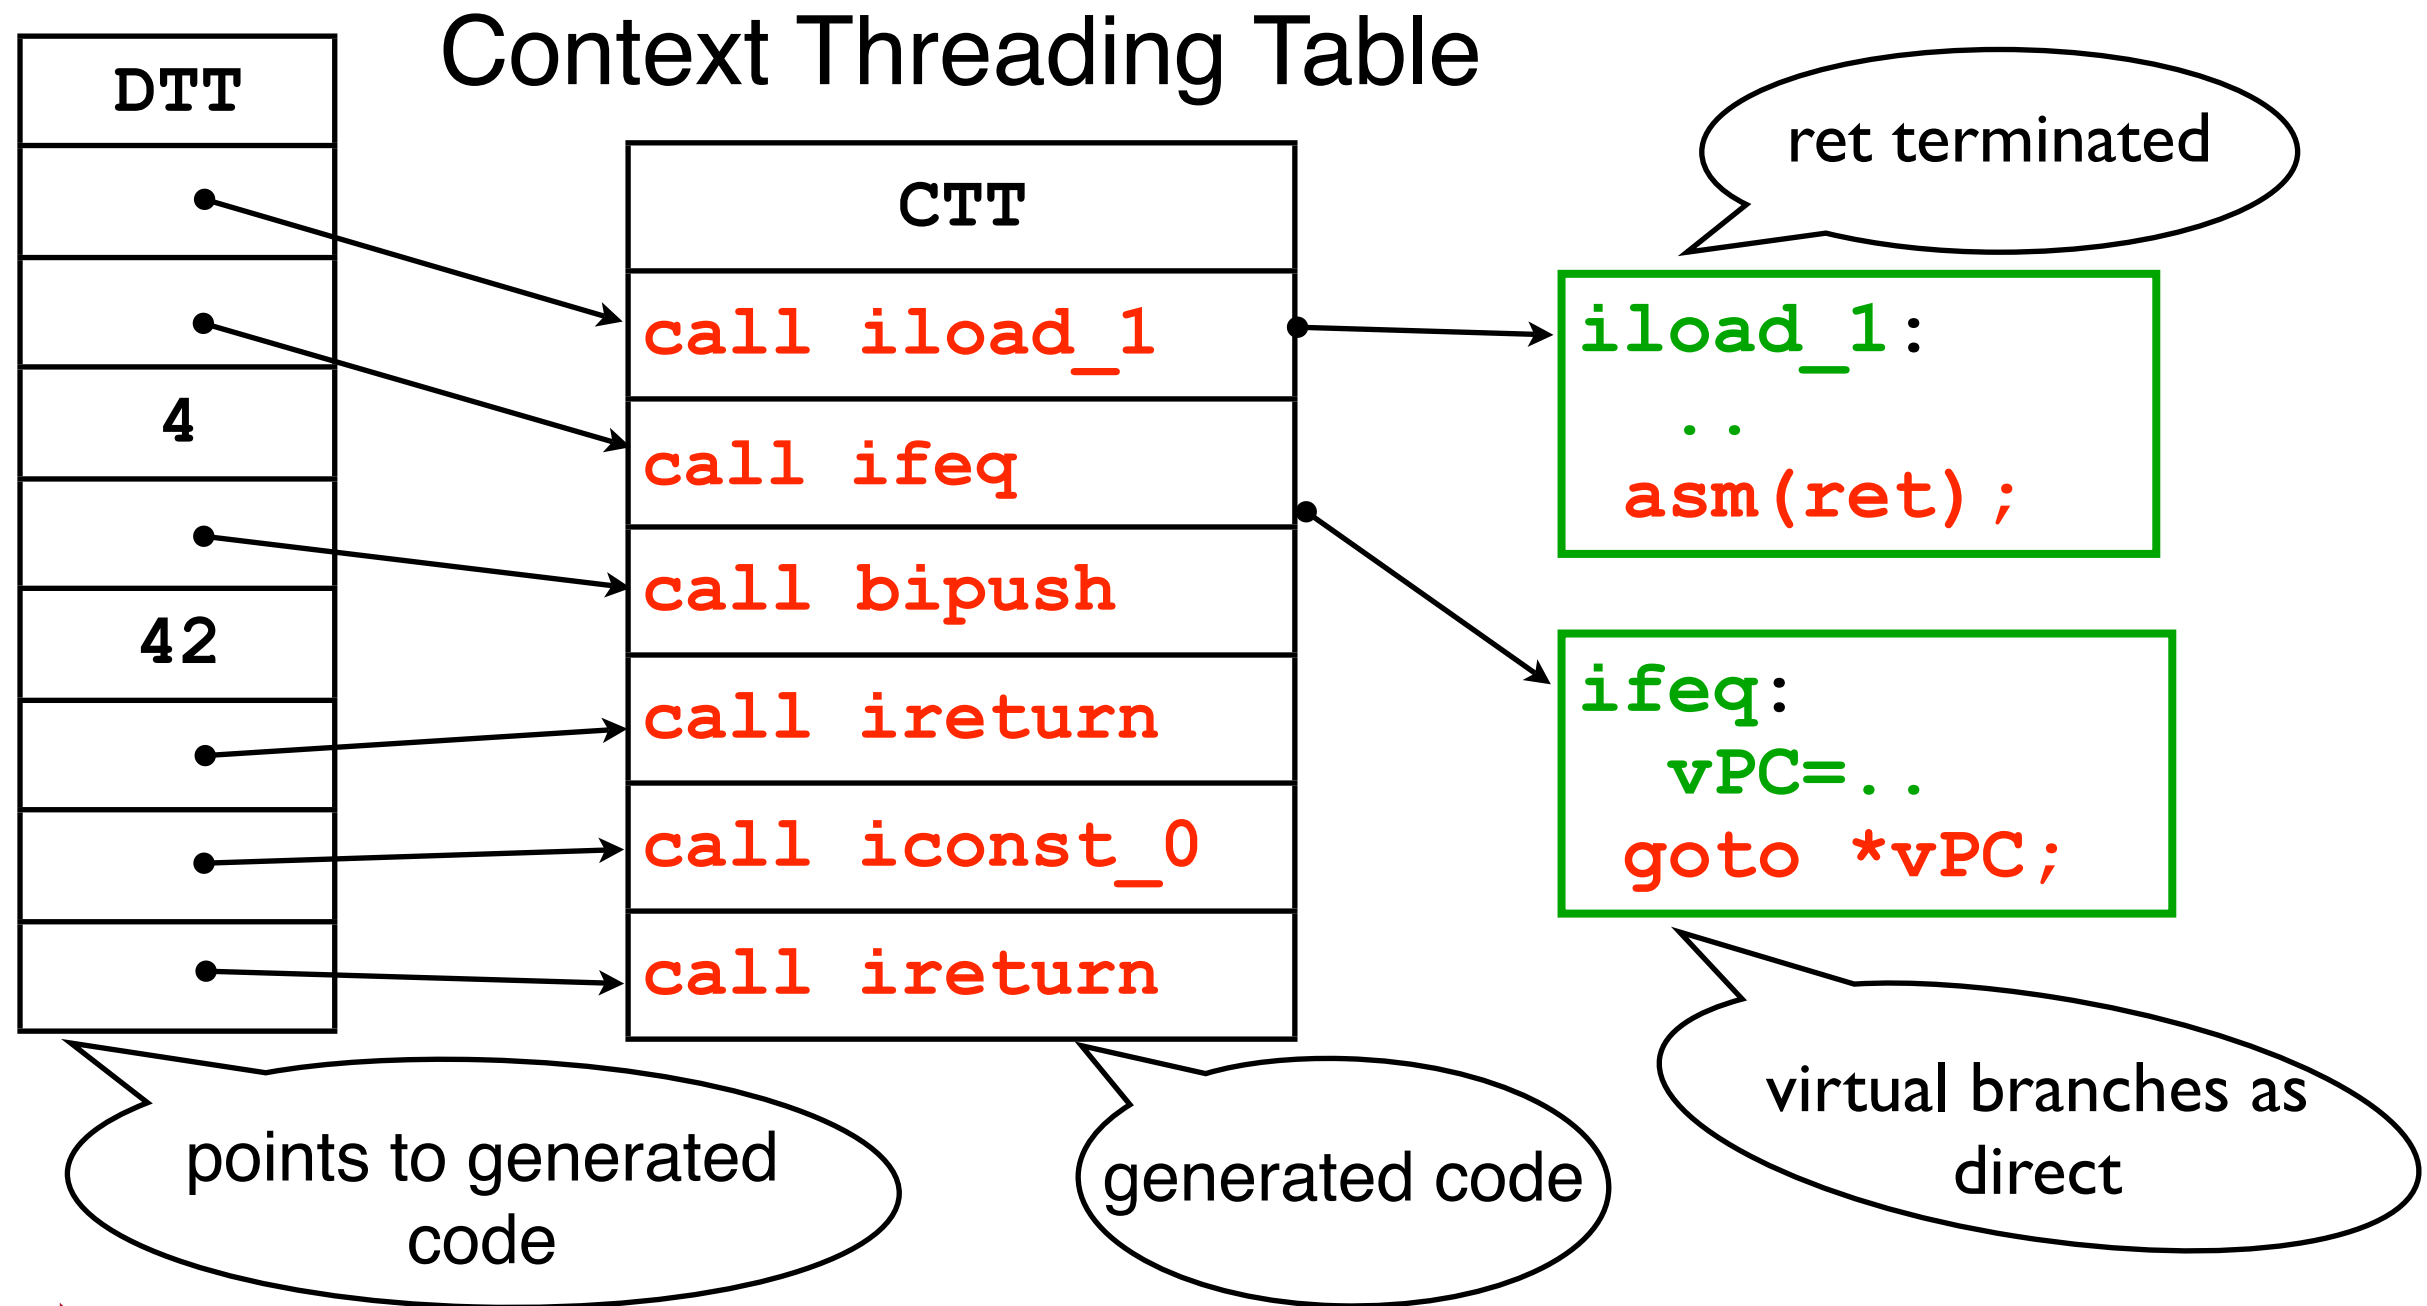 Context Threading Table
DTT
4
42
CTT
call iload_1
call ifeq
call bipush
call ireturn
call iconst_0
call ireturn
ret terminated
iload_1:
..
asm(ret);
ifeq:
vPC=..
goto *vPC;
points to generated
code
generated code
virtual branches as
direct